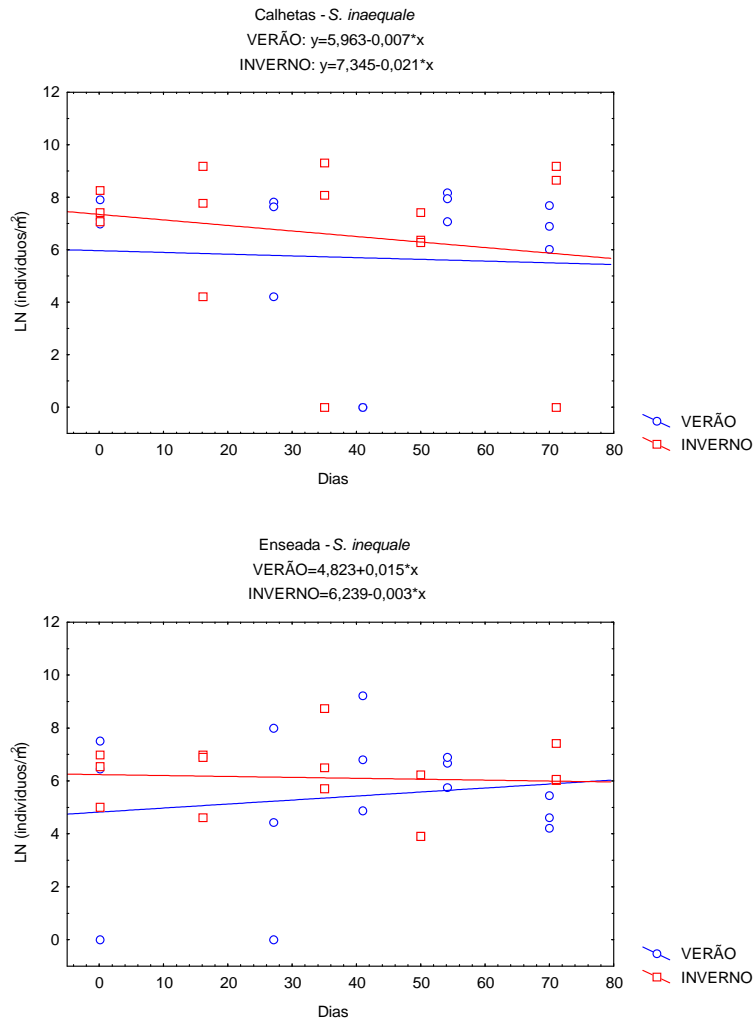 Calhetas - S. inaequale
VERÃO: y=5,963-0,007*x
INVERNO: y=7,345-0,021*x
LN (indivíduos/m²)
12
10
8
6
4
2
0
0 10 20 30 40 50 60 70 80
Dias
VERÃO
INVERNO
Enseada - S. inequale
VERÃO=4,823+0,015*x
INVERNO=6,239-0,003*x
LN (indivíduos/m²)
12
10
8
6
4
2
0
0 10 20 30 40 50 60 70 80
Dias
VERÃO
INVERNO